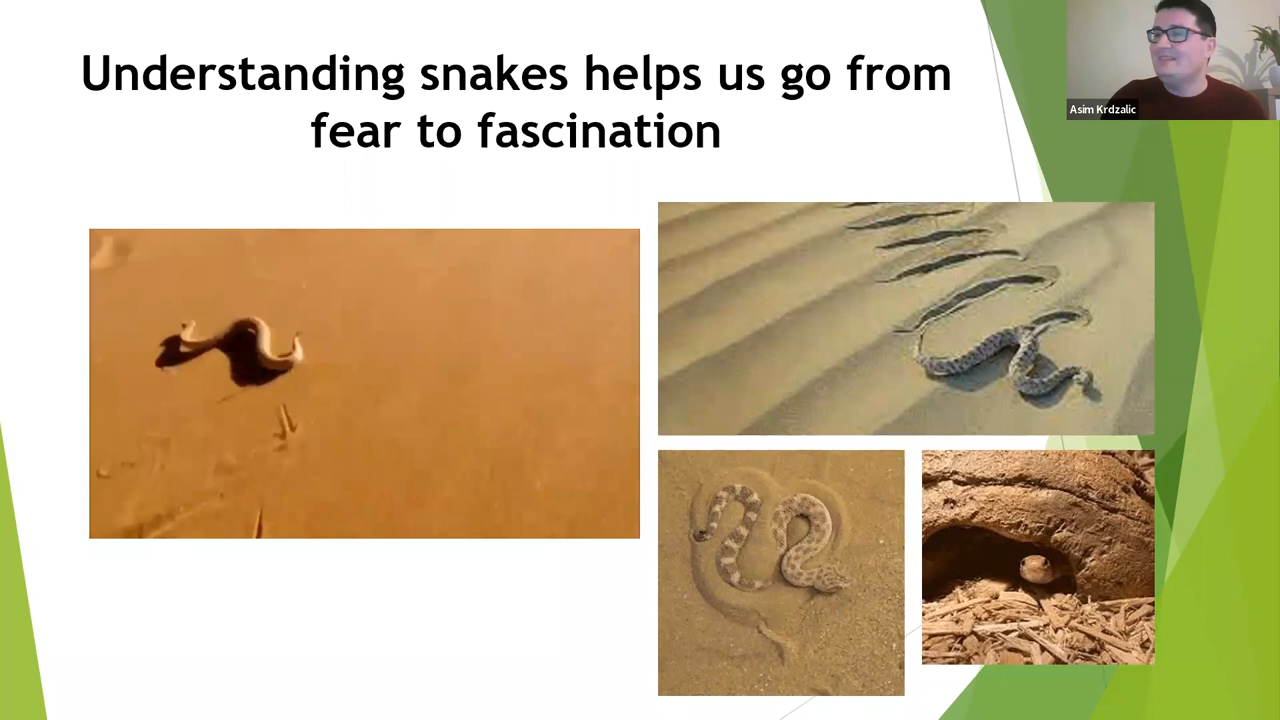 Understanding snakes helps us go from
fear to fascination
Asim Krdzalic